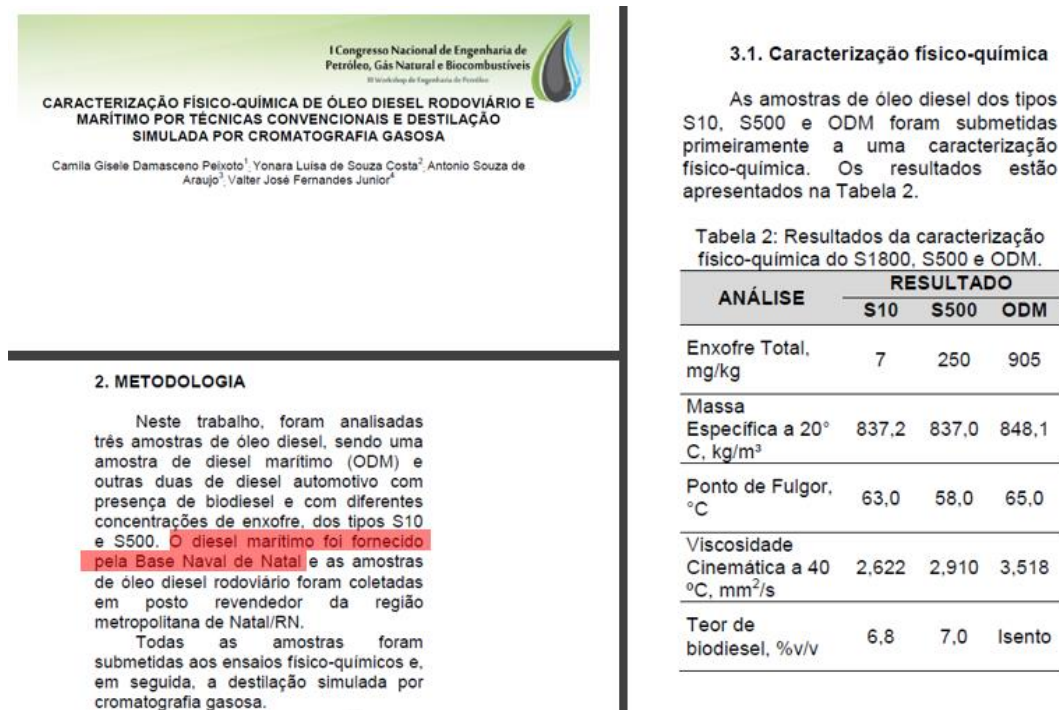 I Congresso Nacional de Engenharia de
Petróleo, Gás Natural e Biocombustíveis
III Workshop de Engenharia de Petróleo
CARACTERIZAÇÃO FÍSICO-QUÍMICA DE ÓLEO DIESEL RODOVIÁRIO E
MARÍTIMO POR TÉCNICAS CONVENCIONAIS E DESTILAÇÃO
SIMULADA POR CROMATOGRAFIA GASOSA
Camila Gisele Damasceno Peixoto¹, Yonara Luísa de Souza Costa², Antonio Souza de
Araujo³, Valter José Fernandes Junior⁴
2. METODOLOGIA
Neste trabalho, foram analisadas
três amostras de óleo diesel, sendo uma
amostra de diesel marítimo (ODM) e
outras duas de diesel automotivo com
presença de biodiesel e com diferentes
concentrações de enxofre, dos tipos S10
e S500. O diesel marítimo foi fornecido
pela Base Naval de Natal e as amostras
de óleo diesel rodoviário foram coletadas
em posto revendedor da região
metropolitana de Natal/RN.
Todas as amostras foram
submetidas aos ensaios físico-químicos e,
em seguida, a destilação simulada por
cromatografia gasosa.
3.1. Caracterização físico-química
As amostras de óleo diesel dos tipos
S10, S500 e ODM foram submetidas
primeiramente a uma caracterização
físico-química. Os resultados estão
apresentados na Tabela 2.
Tabela 2: Resultados da caracterização
físico-química do S1800, S500 e ODM.
ANÁLISE RESULTADO
S10 S500 ODM
Enxofre Total,
mg/kg 7 250 905
Massa
Específica a 20° 837,2 837,0 848,1
C, kg/m³
Ponto de Fulgor,
°C 63,0 58,0 65,0
Viscosidade
Cinemática a 40 2,622 2,910 3,518
ºC, mm²/s
Teor de
biodiesel, %v/v 6,8 7,0 Isento